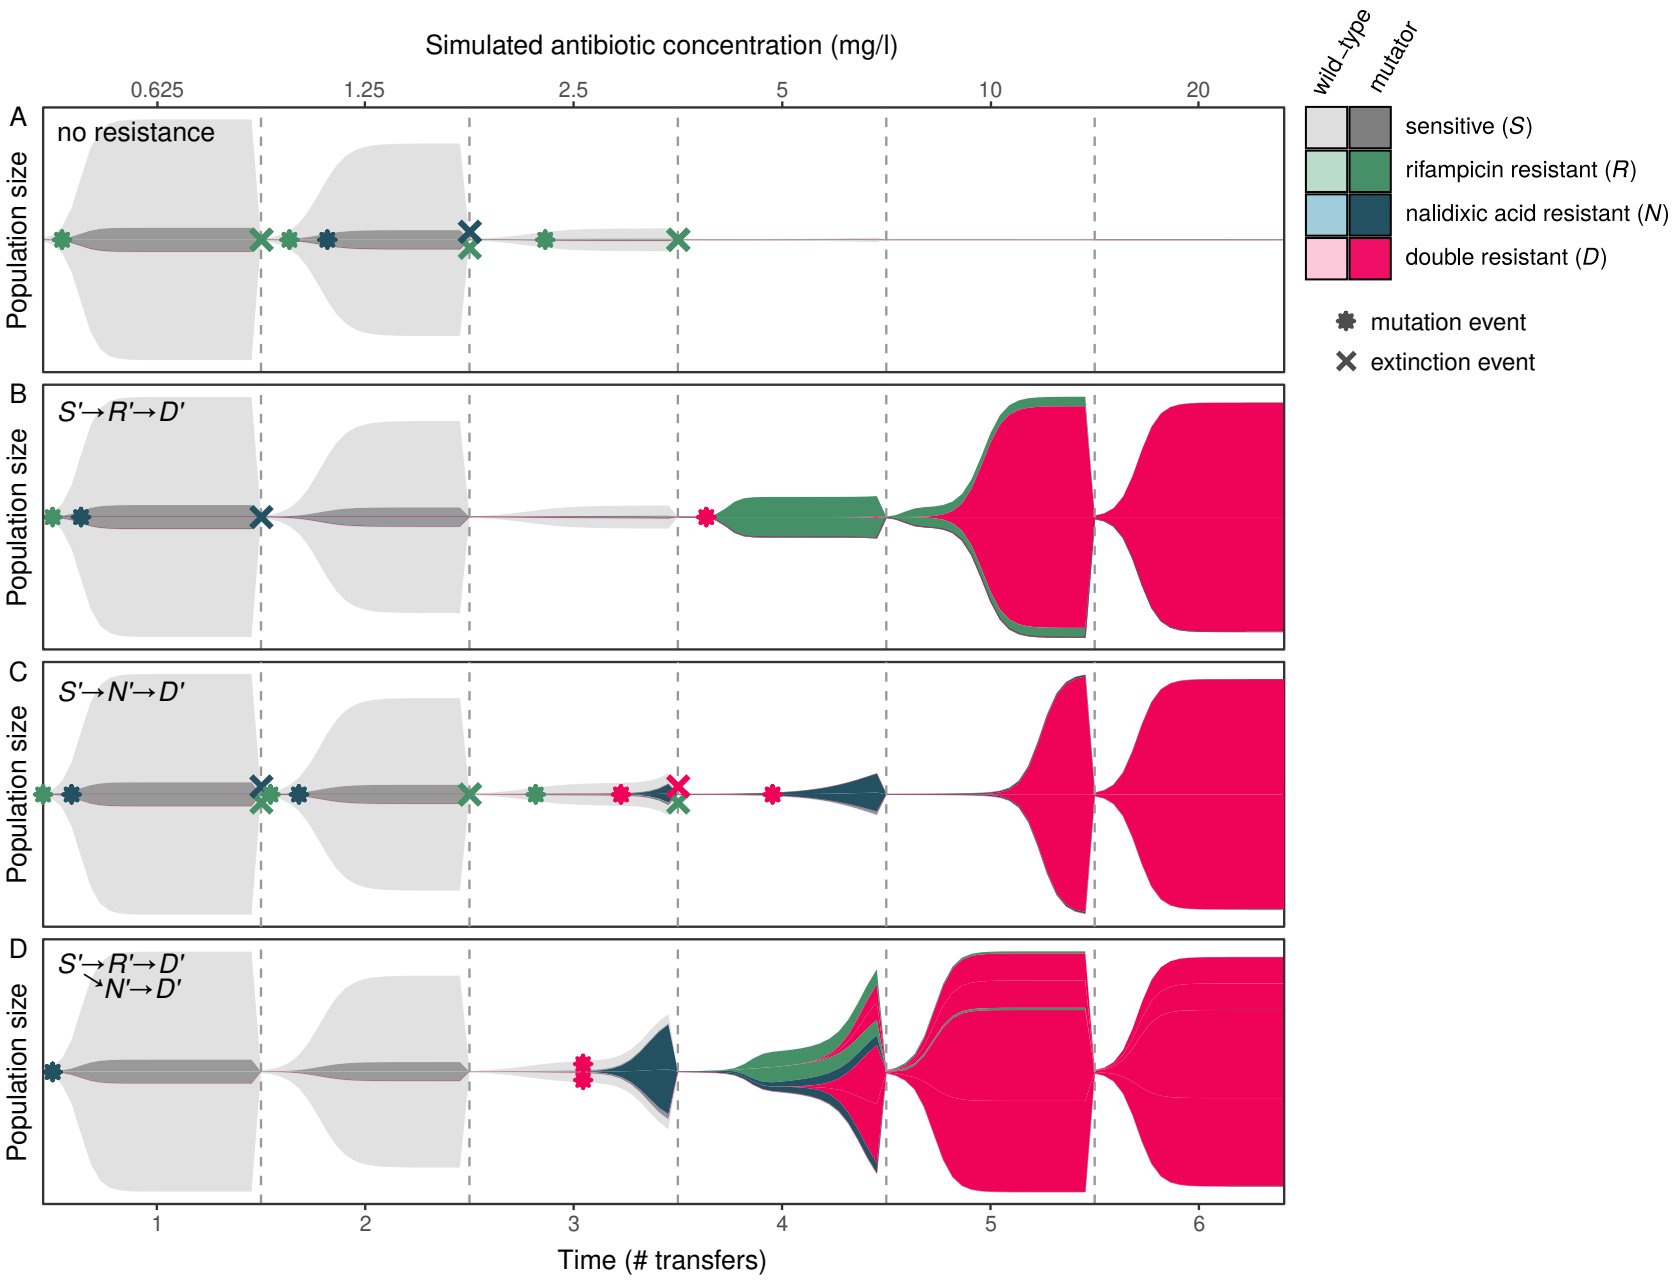 Simulated antibiotic concentration (mg/l)
0.625 1.25 2.5 5 10 20
wild-type
mutator
sensitive (S)
rifampicin resistant (R)
nalidixic acid resistant (N)
double resistant (D)
mutation event
extinction event
A
no resistance
Population size
B
S'→R'→D'
Population size
C
S'→N'→D'
Population size
D
S'→R'→D'
↘N'→D'
Population size
1 2 3 4 5 6
Time (# transfers)